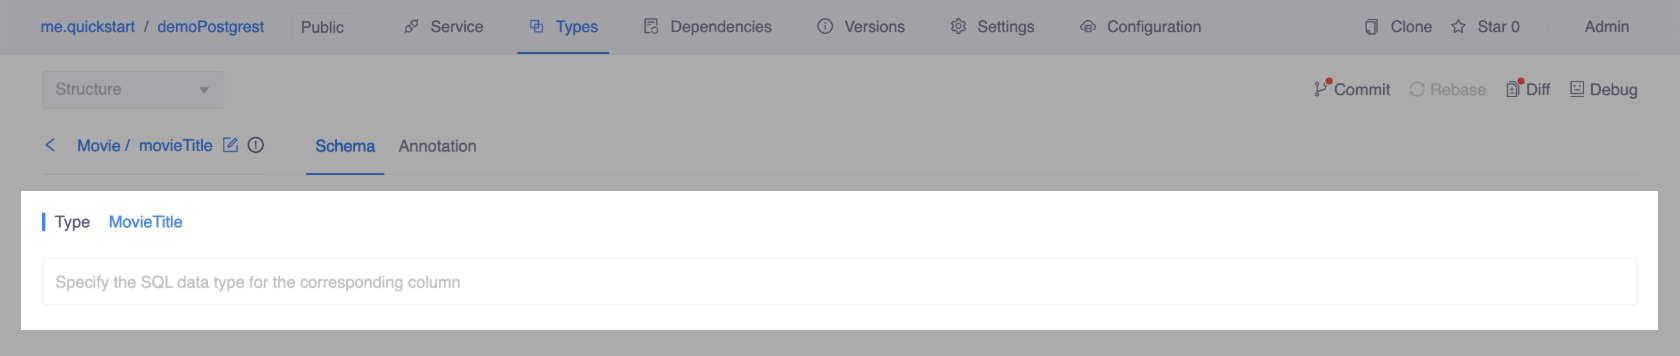 me.quickstart / demoPostgrest Public Service Types Dependencies Versions Settings Configuration Clone Star 0 Admin
Structure Commit Rebase Diff Debug
Movie / movieTitle Schema Annotation
Type MovieTitle
Specify the SQL data type for the corresponding column